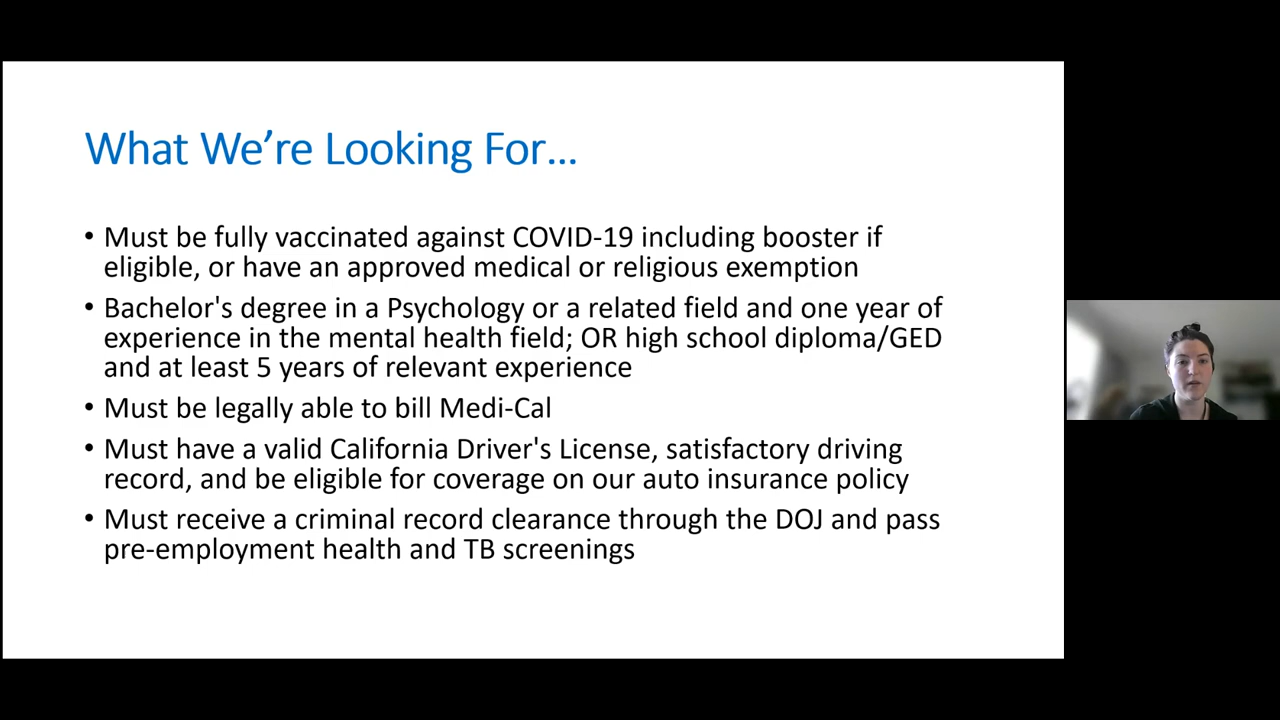 What We’re Looking For...
• Must be fully vaccinated against COVID-19 including booster if
eligible, or have an approved medical or religious exemption
• Bachelor's degree in a Psychology or a related field and one year of
experience in the mental health field; OR high school diploma/GED
and at least 5 years of relevant experience
• Must be legally able to bill Medi-Cal
• Must have a valid California Driver's License, satisfactory driving
record, and be eligible for coverage on our auto insurance policy
• Must receive a criminal record clearance through the DOJ and pass
pre-employment health and TB screenings